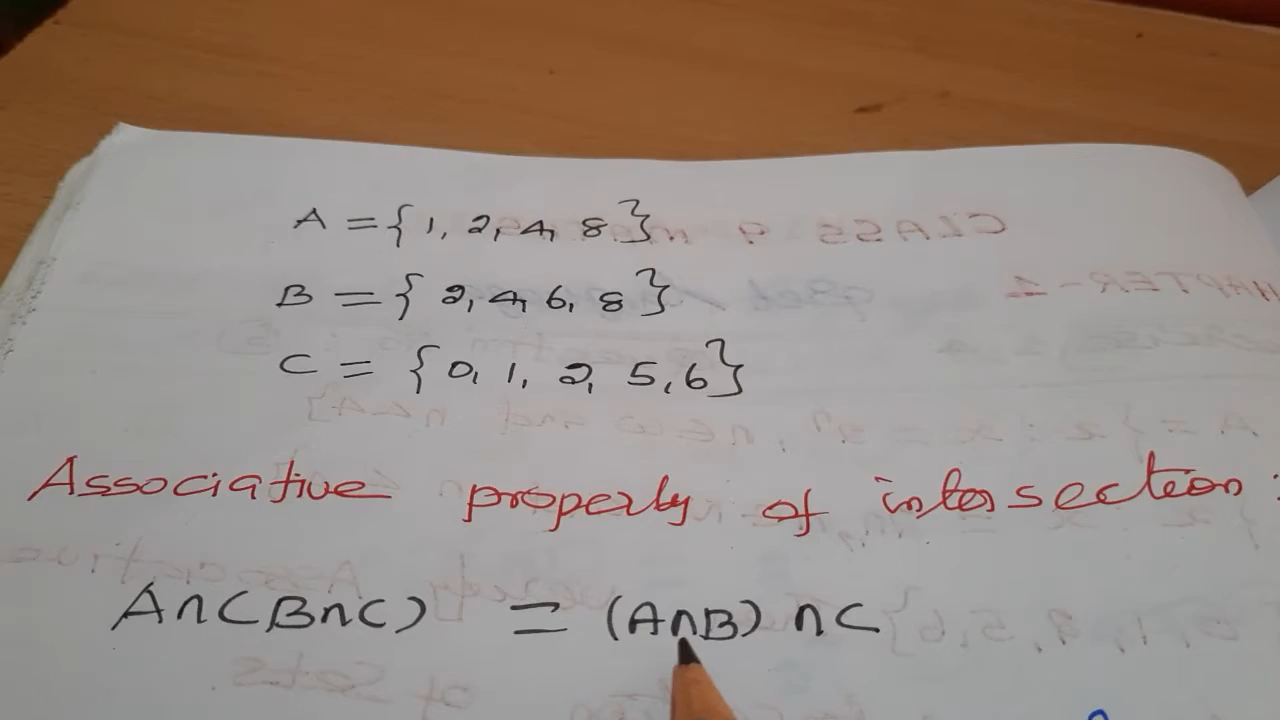 A = {1, 2, 4, 8}
B = {2, 4, 6, 8}
C = {0, 1, 2, 5, 6}
Associative property of intersection:
A∩(B∩C) = (A∩B) ∩C